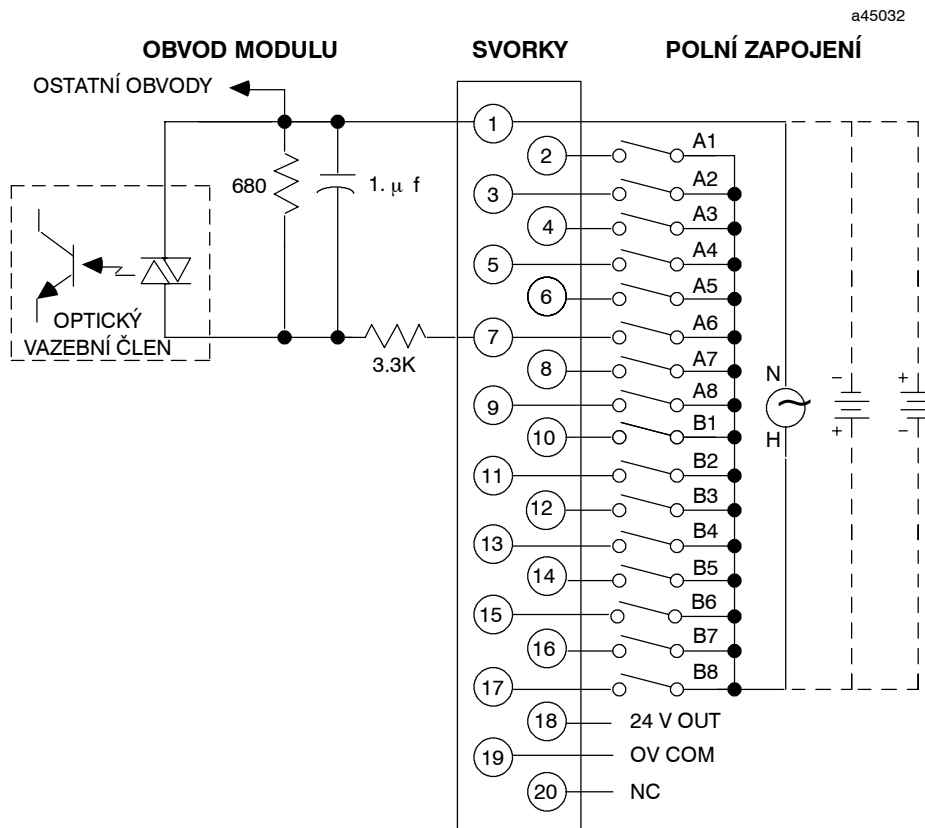 a45032
OBVOD MODULU
SVORKY
POLNÍ ZAPOJENÍ
OSTATNÍ OBVODY
1
2
A1
680
1. μ f
3
A2
4
A3
5
A4
6
A5
OPTICKÝ
VAZEBNÍ ČLEN
3.3K
7
A6
8
A7
N
− +
9
A8
~
10
B1
H
+ −
11
B2
12
B3
13
B4
14
B5
15
B6
16
B7
17
B8
18
24 V OUT
19
OV COM
20
NC